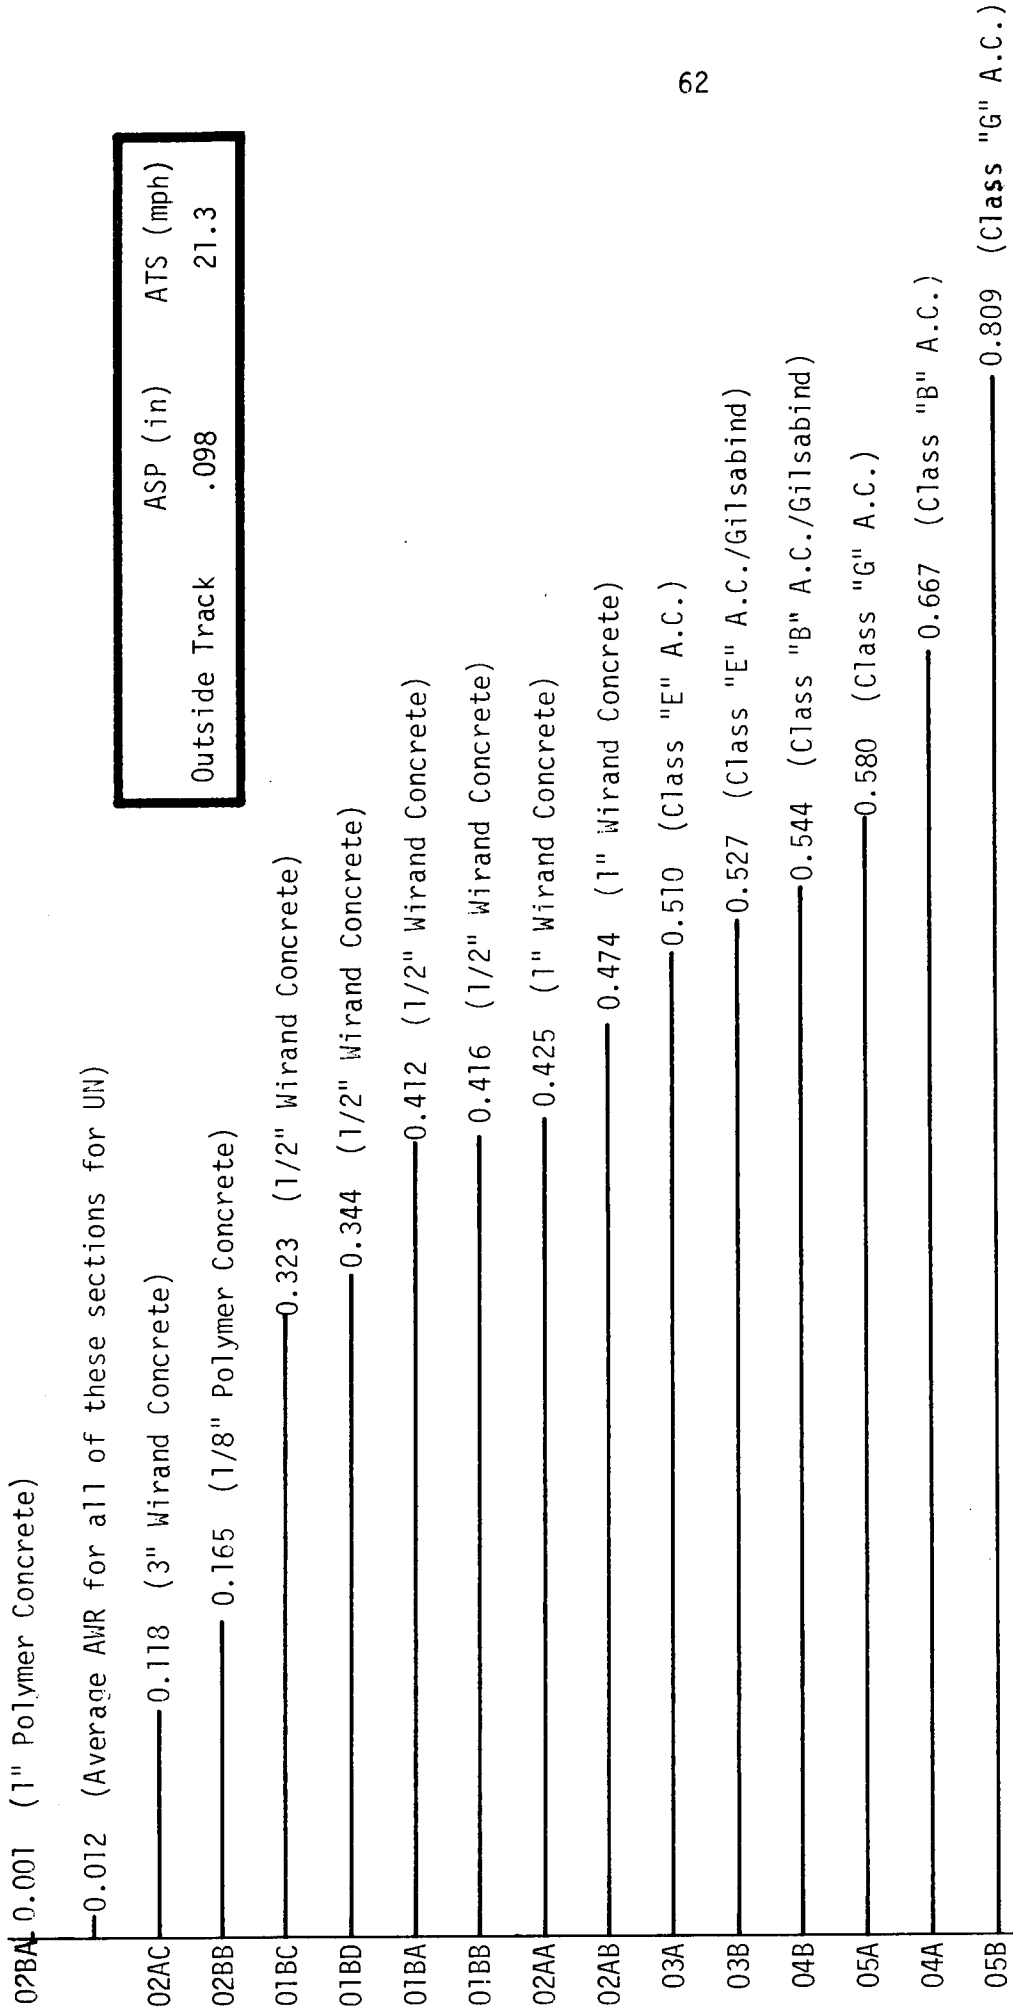 62
ASP (in) ATS (mph)
Outside Track .098 21.3
02BA 0.001 (1" Polymer Concrete)
0.012 (Average AWR for all of these sections for UN)
02AC 0.118 (3" Wirand Concrete)
02BB 0.165 (1/8" Polymer Concrete)
01BC 0.323 (1/2" Wirand Concrete)
01BD 0.344 (1/2" Wirand Concrete)
01BA 0.412 (1/2" Wirand Concrete)
01BB 0.416 (1/2" Wirand Concrete)
02AA 0.425 (1" Wirand Concrete)
02AB 0.474 (1" Wirand Concrete)
03A 0.510 (Class "E" A.C.)
03B 0.527 (Class "E" A.C./Gilsabind)
04B 0.544 (Class "B" A.C./Gilsabind)
05A 0.580 (Class "G" A.C.)
04A 0.667 (Class "B" A.C.)
05B 0.809 (Class "G" A.C.)